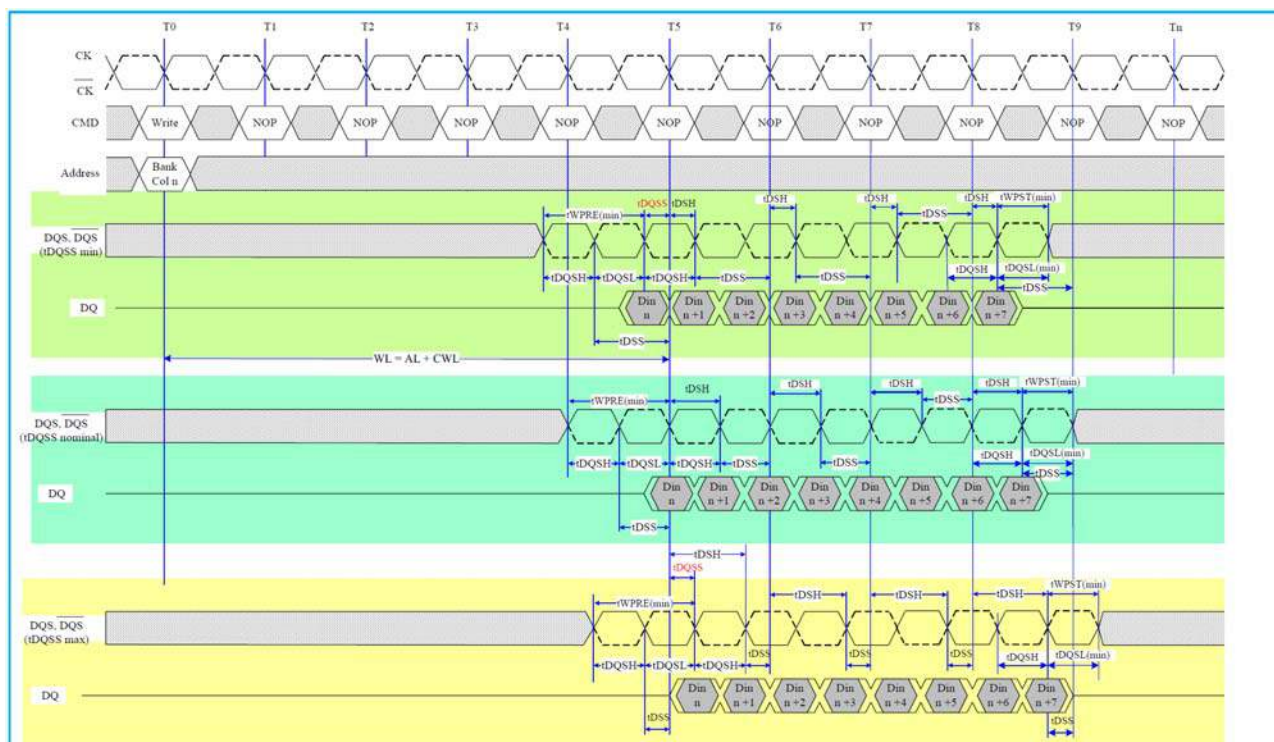 T0 T1 T2 T3 T4 T5 T6 T7 T8 T9 Tn
CK
CK
CMD Write NOP NOP NOP NOP NOP NOP NOP NOP NOP NOP
Address Bank
Col n
tDQSS tDSH tDSH tDSH tDSH tWPST(min)
tWPRE(min) tDSS
DQS, DQS
(tDQSS min)
tDQSH tDQSL tDQSH tDSS tDSS tDQSH tDQSL(min)
tDSS
DQ Din Din Din Din Din Din Din Din
n n +1 n +2 n +3 n +4 n +5 n +6 n +7
tDSS
WL = AL + CWL
tDSH tDSH tDSH tDSH tWPST(min)
tWPRE(min) tDSS
DQS, DQS
(tDQSS nominal)
tDQSH tDQSL tDQSH tDSS tDSS tDQSH tDQSL(min)
tDSS
DQ Din Din Din Din Din Din Din Din
n n +1 n +2 n +3 n +4 n +5 n +6 n +7
tDSS
tDSH
tDQSS
tWPRE(min) tDSH tDSH tDSH tWPST(min)
DQS, DQS
(tDQSS max)
tDQSH tDQSL tDQSH tDSS tDSS tDSS tDQSH tDQSL(min)
DQ Din Din Din Din Din Din Din Din
n n +1 n +2 n +3 n +4 n +5 n +6 n +7
tDSS tDSS